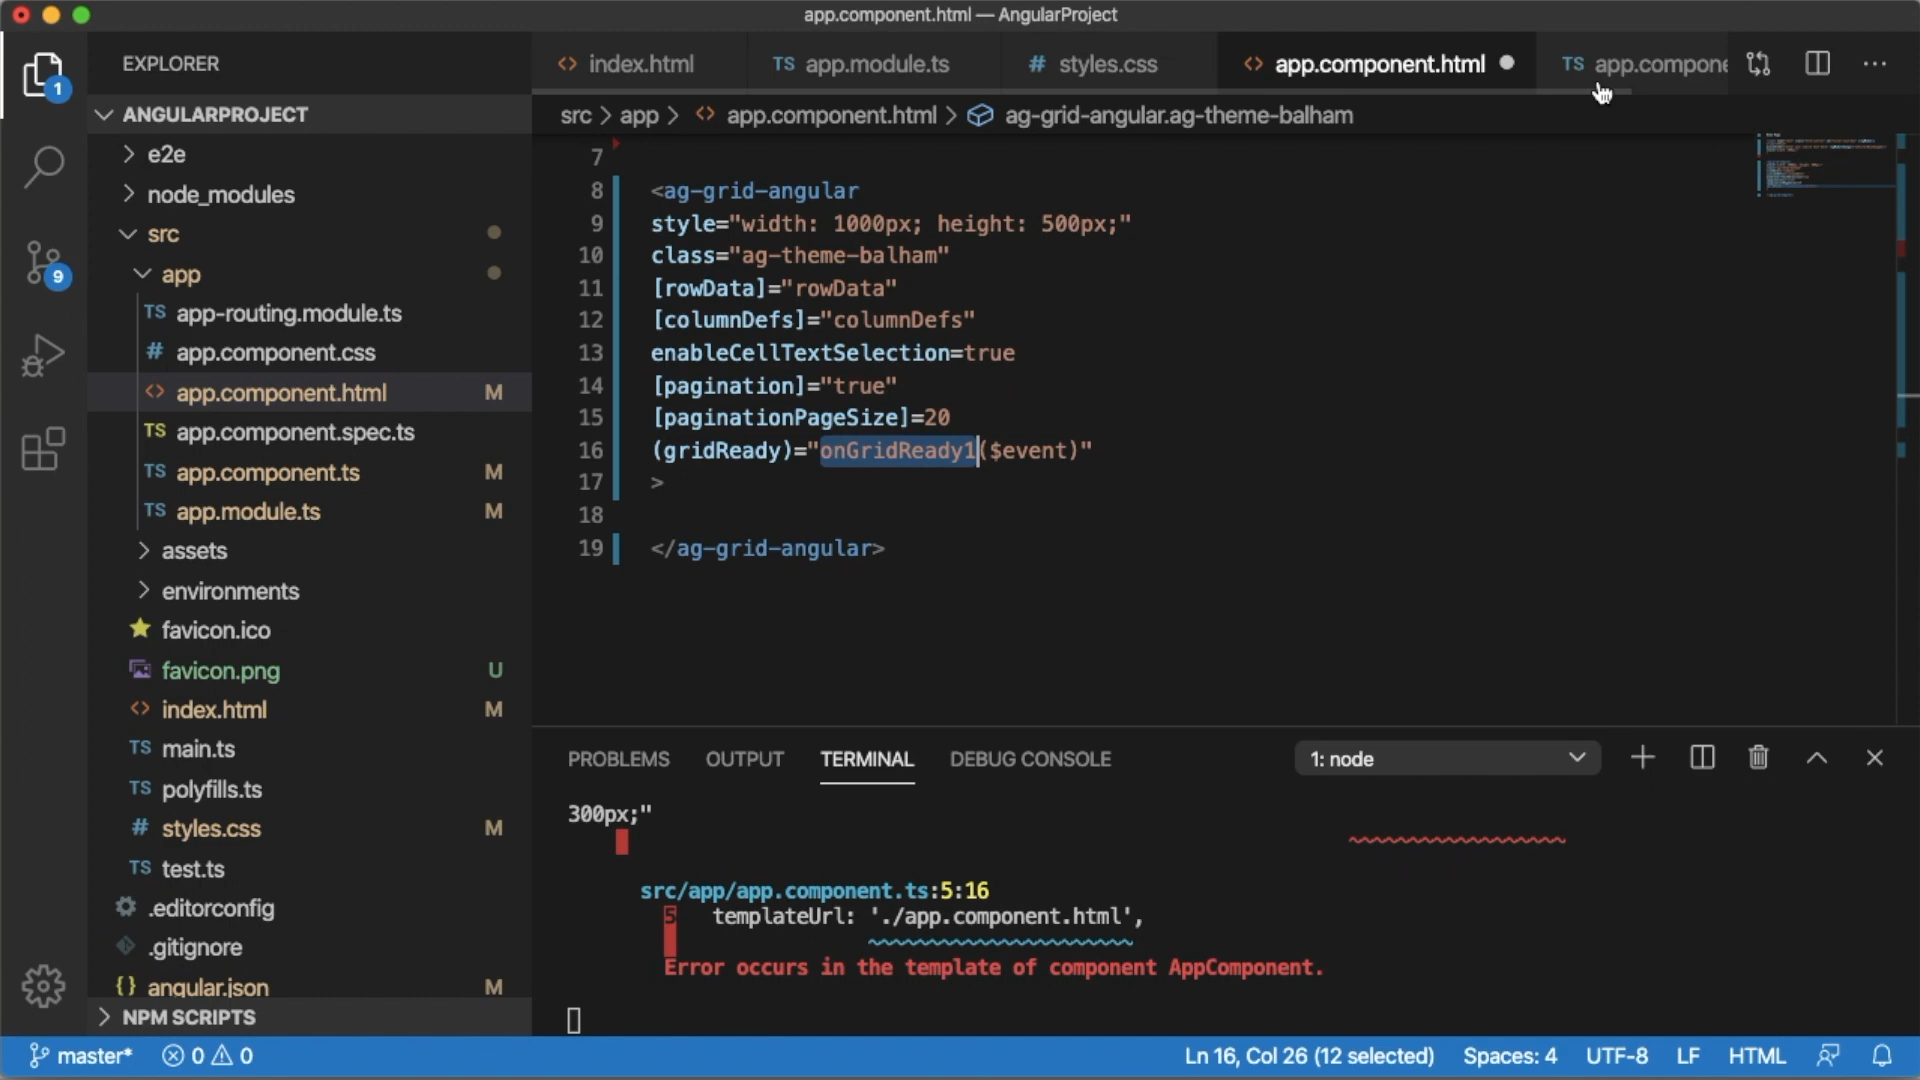 app.component.html — AngularProject
EXPLORER
index.html
TS app.module.ts
# styles.css
<> app.component.html
TS app.compone
1
ANGULARPROJECT
src > app > <> app.component.html > ag-grid-angular.ag-theme-balham
e2e
node_modules
src
app
TS app-routing.module.ts
# app.component.css
<> app.component.html M
TS app.component.spec.ts
TS app.component.ts M
TS app.module.ts M
assets
environments
favicon.ico
favicon.png U
<> index.html M
TS main.ts
TS polyfills.ts
# styles.css M
TS test.ts
.editorconfig
.gitignore
{} angular.json M
NPM SCRIPTS
9
7
8 <ag-grid-angular
9 style="width: 1000px; height: 500px;"
10 class="ag-theme-balham"
11 [rowData]="rowData"
12 [columnDefs]="columnDefs"
13 enableCellTextSelection=true
14 [pagination]="true"
15 [paginationPageSize]=20
16 (gridReady)="onGridReady1($event)"
17 >
18
19 </ag-grid-angular>
PROBLEMS OUTPUT TERMINAL DEBUG CONSOLE 1: node
300px;"
src/app/app.component.ts:5:16
5 templateUrl: './app.component.html',
Error occurs in the template of component AppComponent.
master* 0 0 Ln 16, Col 26 (12 selected) Spaces: 4 UTF-8 LF HTML